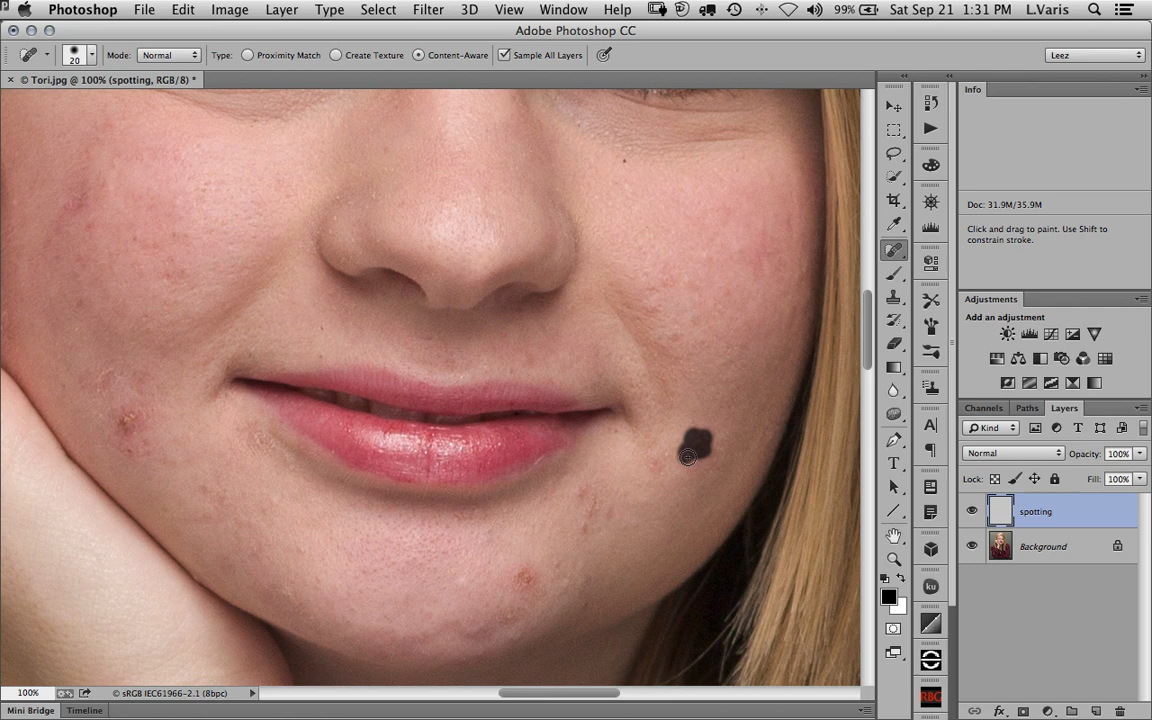 Photoshop File Edit Image Layer Type Select Filter 3D View Window Help 99% Sat Sep 21 1:31 PM L.Varis
Adobe Photoshop CC
20 Mode: Normal Type: Proximity Match Create Texture Content-Aware Sample All Layers Leez
× © Tori.jpg @ 100% (spotting, RGB/8) *
Info
Doc: 31.9M/35.9M
Click and drag to paint. Use Shift to
constrain stroke.
Adjustments
Add an adjustment
Channels Paths Layers
Kind
Normal Opacity: 100%
Lock: Fill: 100%
spotting
Background
ku
RBG
fx
100% © sRGB IEC61966-2.1 (8bpc)
Mini Bridge Timeline